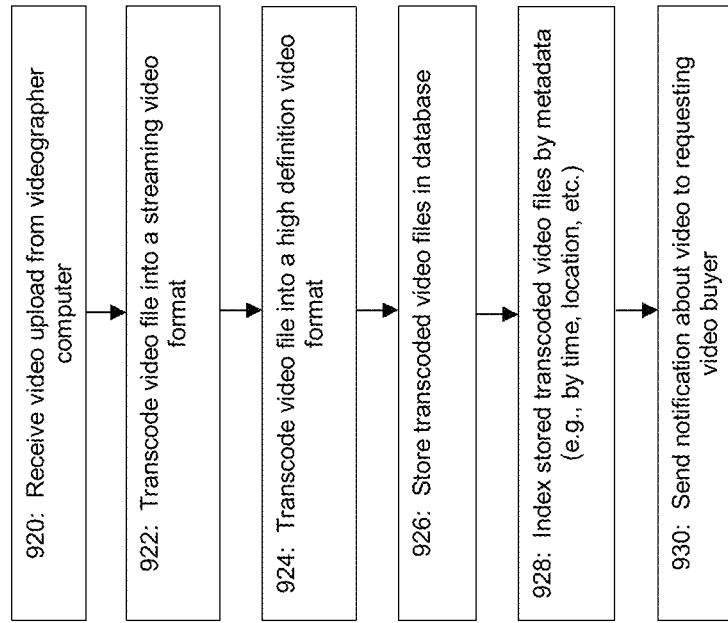 920: Receive video upload from videographer
computer
922: Transcode video file into a streaming video
format
924: Transcode video file into a high definition video
format
926: Store transcoded video files in database
928: Index stored transcoded video files by metadata
(e.g., by time, location, etc.)
930: Send notification about video to requesting
video buyer